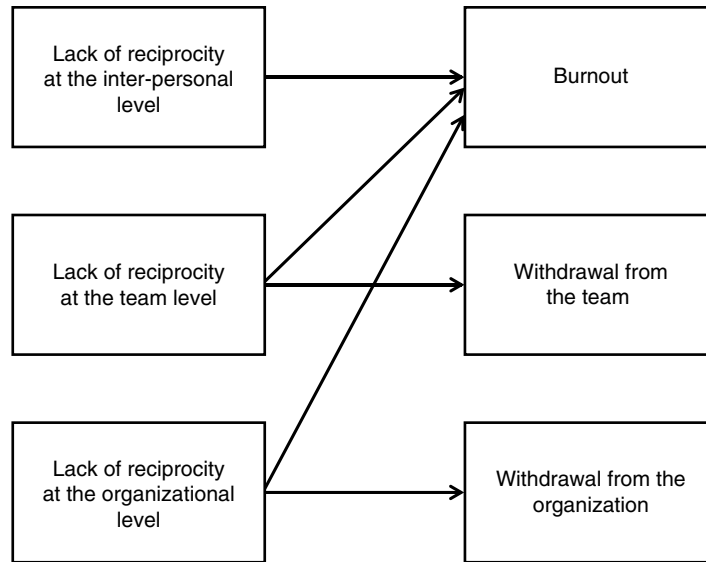 Lack of reciprocity
at the inter-personal
level
Burnout
Lack of reciprocity
at the team level
Withdrawal from
the team
Lack of reciprocity
at the organizational
level
Withdrawal from the
organization